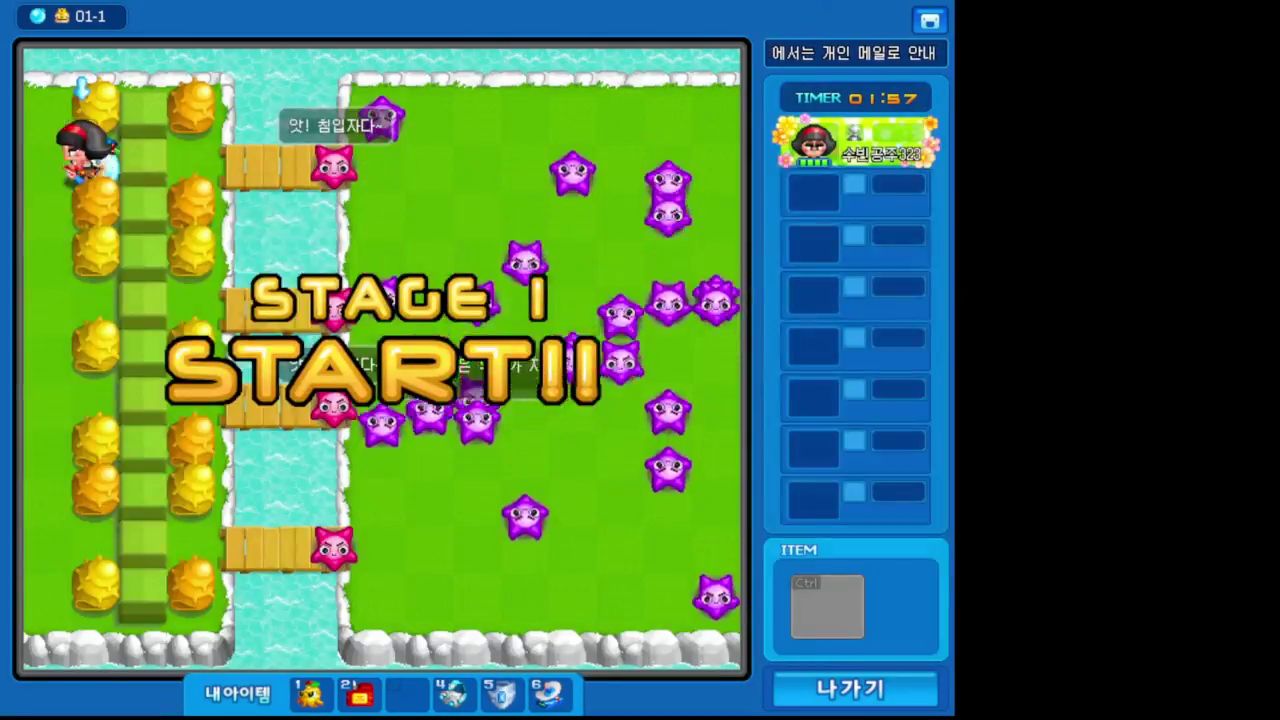 01-1
에서는 개인 메일로 안내
TIMER 01:57
앗! 침입자다~
수빈공주023
STAGE 1
START!!
ITEM
Ctrl
내아이템
1
2
4
5
6
나가기